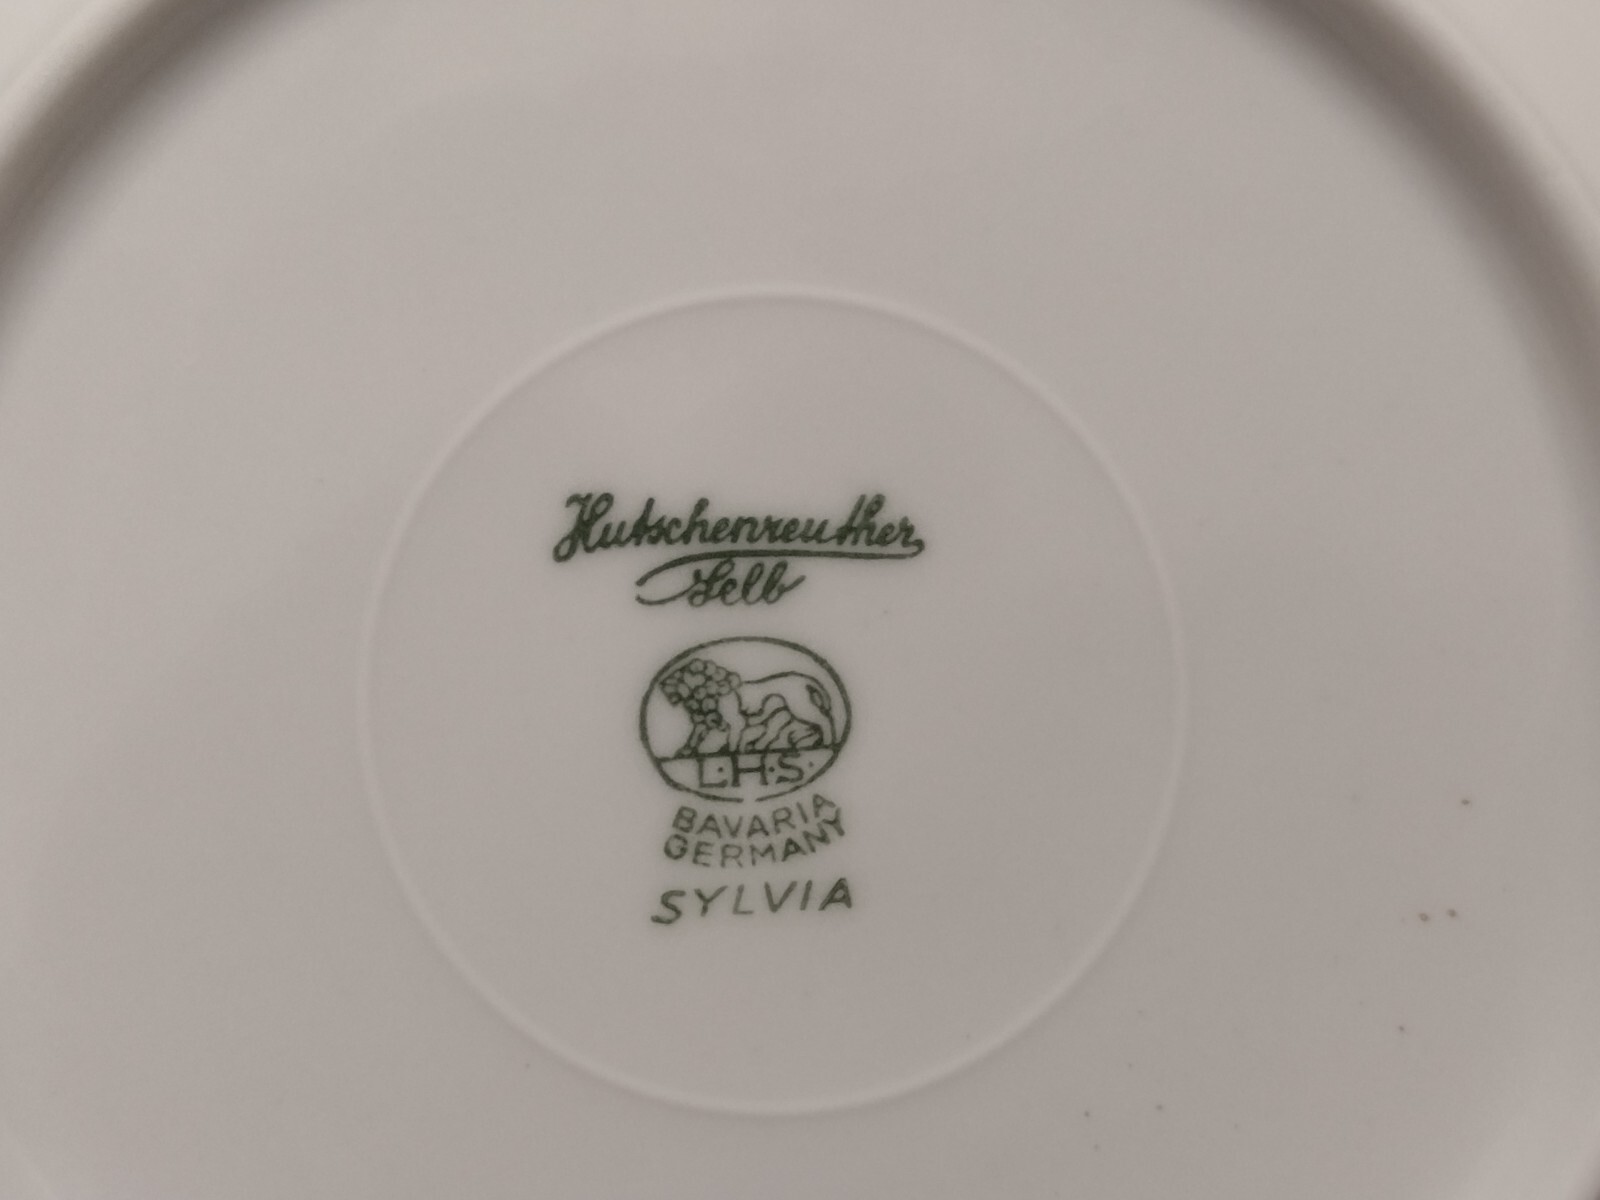 Hutschenreuther
Selb
L·H·S·
BAVARIA
GERMANY
SYLVIA